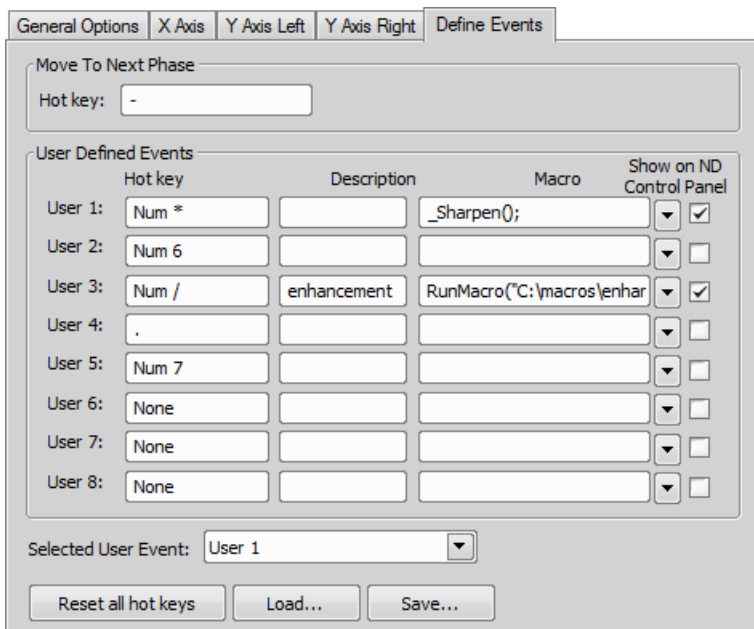 General Options X Axis Y Axis Left Y Axis Right Define Events
Move To Next Phase
Hot key: -
User Defined Events
Hot key Description Macro Show on ND Control Panel
User 1: Num * _Sharpen();
User 2: Num 6
User 3: Num / enhancement RunMacro("C:\macros\enhar
User 4: .
User 5: Num 7
User 6: None
User 7: None
User 8: None
Selected User Event: User 1
Reset all hot keys Load... Save...